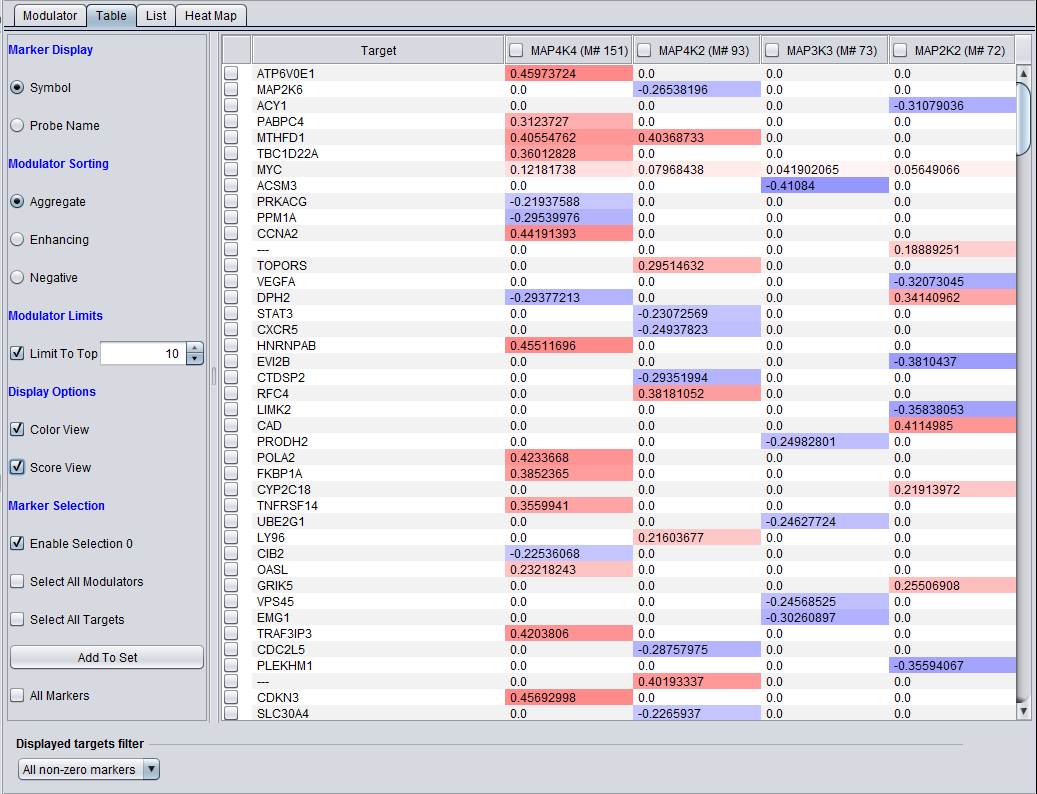 Modulator Table List Heat Map
Marker Display
Symbol
Probe Name
Modulator Sorting
Aggregate
Enhancing
Negative
Modulator Limits
Limit To Top 10
Display Options
Color View
Score View
Marker Selection
Enable Selection 0
Select All Modulators
Select All Targets
Add To Set
All Markers
Target MAP4K4 (M# 151) MAP4K2 (M# 93) MAP3K3 (M# 73) MAP2K2 (M# 72)
ATP6V0E1 0.45973724 0.0 0.0 0.0
MAP2K6 0.0 -0.26538196 0.0 0.0
ACY1 0.0 0.0 0.0 -0.31079036
PABPC4 0.3123727 0.0 0.0 0.0
MTHFD1 0.40554762 0.40368733 0.0 0.0
TBC1D22A 0.36012828 0.0 0.0 0.0
MYC 0.12181738 0.07968438 0.041902065 0.05649066
ACSM3 0.0 0.0 -0.41084 0.0
PRKACG -0.21937588 0.0 0.0 0.0
PPM1A -0.29539976 0.0 0.0 0.0
CCNA2 0.44191393 0.0 0.0 0.0
--- 0.0 0.0 0.0 0.18889251
TOPORS 0.0 0.29514632 0.0 0.0
VEGFA 0.0 0.0 0.0 -0.32073045
DPH2 -0.29377213 0.0 0.0 0.34140962
STAT3 0.0 -0.23072569 0.0 0.0
CXCR5 0.0 -0.24937823 0.0 0.0
HNRNPAB 0.45511696 0.0 0.0 0.0
EVI2B 0.0 0.0 0.0 -0.3810437
CTDSP2 0.0 -0.29351994 0.0 0.0
RFC4 0.0 0.38181052 0.0 0.0
LIMK2 0.0 0.0 0.0 -0.35838053
CAD 0.0 0.0 0.0 0.4114985
PRODH2 0.0 0.0 -0.24982801 0.0
POLA2 0.4233668 0.0 0.0 0.0
FKBP1A 0.3852365 0.0 0.0 0.0
CYP2C18 0.0 0.0 0.0 0.21913972
TNFRSF14 0.3559941 0.0 0.0 0.0
UBE2G1 0.0 0.0 -0.24627724 0.0
LY96 0.0 0.21603677 0.0 0.0
CIB2 -0.22536068 0.0 0.0 0.0
OASL 0.23218243 0.0 0.0 0.0
GRIK5 0.0 0.0 0.0 0.25506908
VPS45 0.0 0.0 -0.24568525 0.0
EMG1 0.0 0.0 -0.30260897 0.0
TRAF3IP3 0.4203806 0.0 0.0 0.0
CDC2L5 0.0 -0.28757975 0.0 0.0
PLEKHM1 0.0 0.0 0.0 -0.35594067
--- 0.0 0.40193337 0.0 0.0
CDKN3 0.45692998 0.0 0.0 0.0
SLC30A4 0.0 -0.2265937 0.0 0.0
Displayed targets filter
All non-zero markers